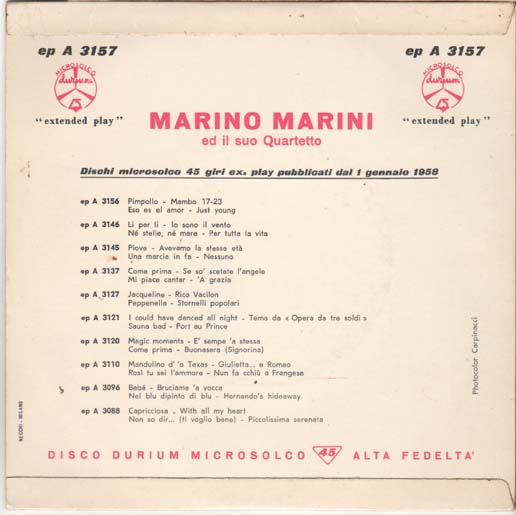 ep A 3157
MICROSOLCO
durium
45
"extended play"
ep A 3157
MICROSOLCO
durium
45
"extended play"
MARINO MARINI
ed il suo Quartetto
Dischi microsolco 45 giri ex. play pubblicati dal 1 gennaio 1958
ep A 3156 Pimpollo - Mambo 17-23
Eso es el amor - Just young
ep A 3146 Li per li - Io sono il vento
Né stelle, né mare - Per tutta la vita
ep A 3145 Piove - Avevamo la stessa età
Una marcia in fa - Nessuno
ep A 3137 Come prima - Se so' scetate l'angele
Mi piace cantar - 'A grazia
ep A 3127 Jacqueline - Rico Vacilon
Peppenella - Stornelli popolari
ep A 3121 I could have danced all night - Tema da « Opera da tre soldi »
Sauna bad - Port au Prince
ep A 3120 Magic moments - E' sempe 'a stessa
Come prima - Buonasera (Signorina)
ep A 3110 Mandulino d' 'o Texas - Giulietta... e Romeo
Rosì tu sei l'ammore - Nun fa cchiù a Frangese
ep A 3096 Bebé - Bruciame 'a vocca
Nel blu dipinto di blu - Hernando's hideaway
ep A 3088 Capricciosa - With all my heart
Non so dir... (ti voglio bene) - Piccolissima serenata
Photocolor Carpinacci
DISCO DURIUM MICROSOLCO 45 ALTA FEDELTA'